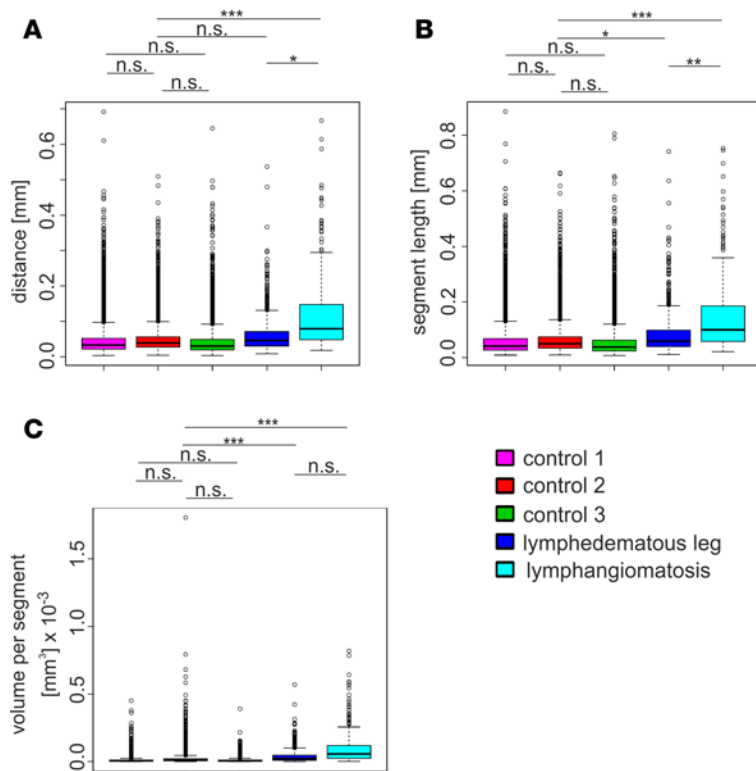 A
***
n.s.
n.s.
*
n.s.
n.s.
distance [mm]
0.0
0.2
0.4
0.6
B
***
*
n.s.
**
n.s.
n.s.
segment length [mm]
0.0
0.2
0.4
0.6
0.8
C
***
***
n.s.
n.s.
n.s.
n.s.
volume per segment
[mm³] x 10⁻³
0.0
0.5
1.0
1.5
control 1
control 2
control 3
lymphedematous leg
lymphangiomatosis